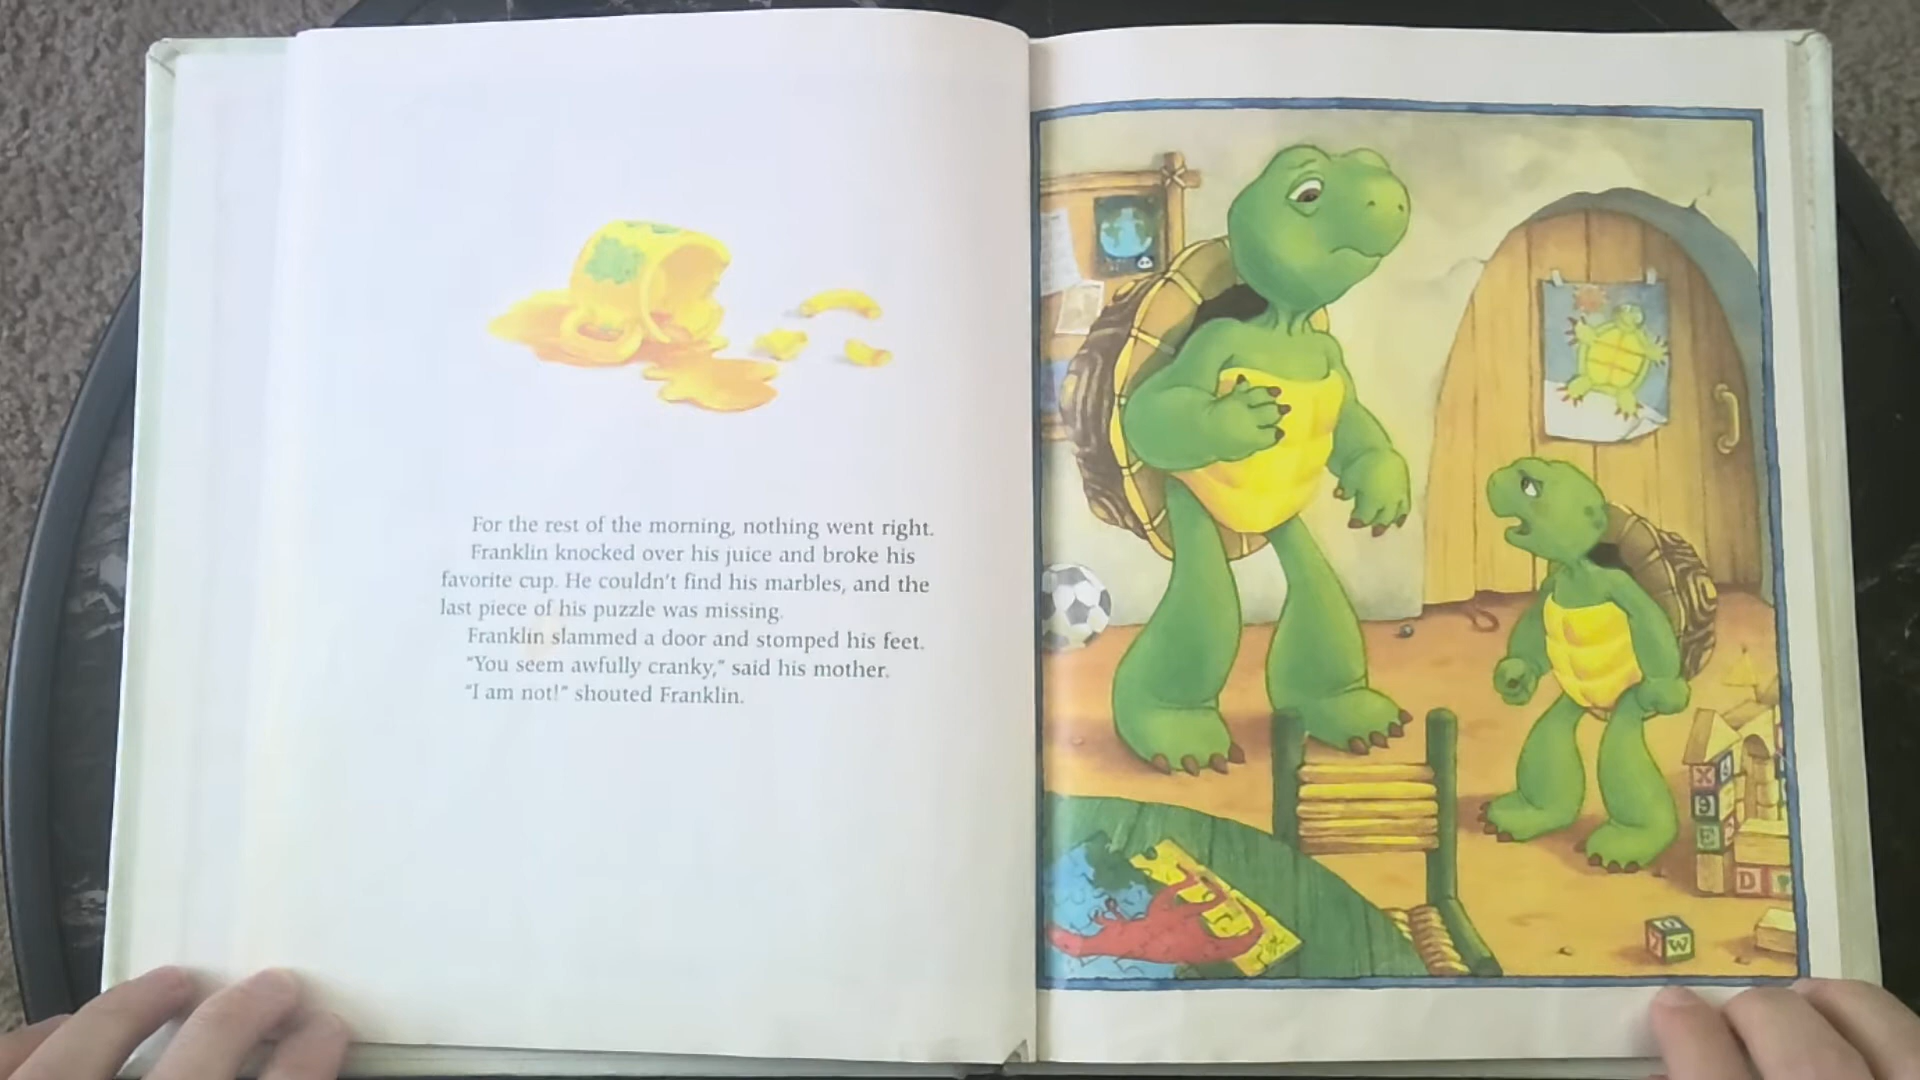 For the rest of the morning, nothing went right.
Franklin knocked over his juice and broke his
favorite cup. He couldn't find his marbles, and the
last piece of his puzzle was missing.
Franklin slammed a door and stomped his feet.
"You seem awfully cranky," said his mother.
"I am not!" shouted Franklin.
X
9
E
D P
W